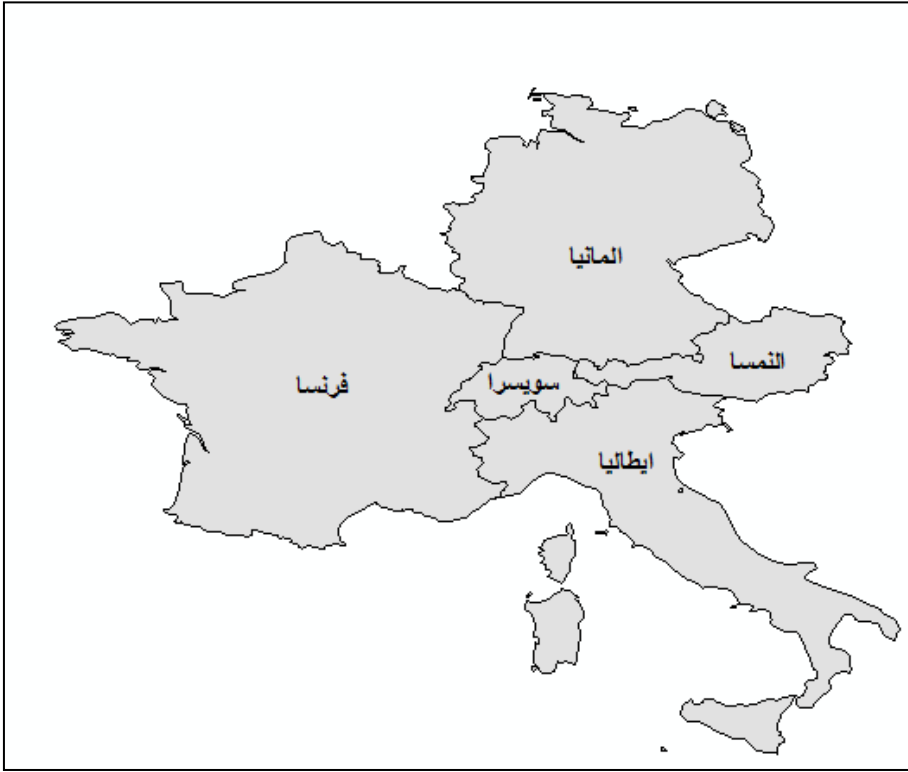 المانيا
النمسا
سويسرا
فرنسا
ايطاليا